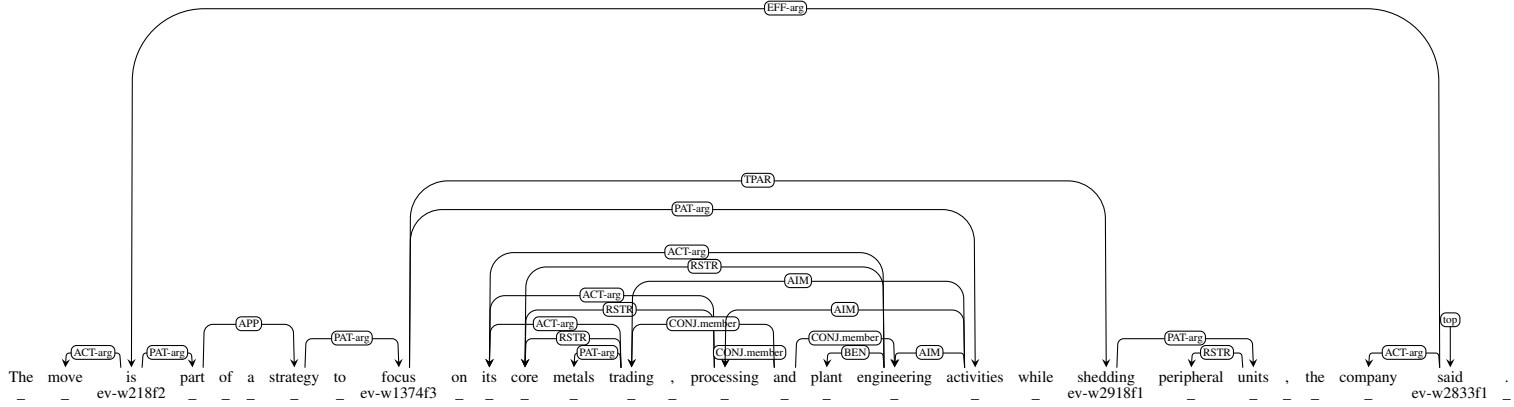 EFF-arg
TPAR
PAT-arg
ACT-arg
RSTR
AIM
ACT-arg
RSTR AIM
APP ACT-arg CONJ.member top
PAT-arg RSTR CONJ.member PAT-arg
ACT-arg PAT-arg PAT-arg CONJ.member BEN AIM RSTR ACT-arg
The move is part of a strategy to focus on its core metals trading , processing and plant engineering activities while shedding peripheral units , the company said .
_ _ ev-w218f2 _ _ _ _ _ ev-w1374f3 _ _ _ _ _ _ _ _ _ _ _ _ ev-w2918f1 _ _ _ _ _ ev-w2833f1 _